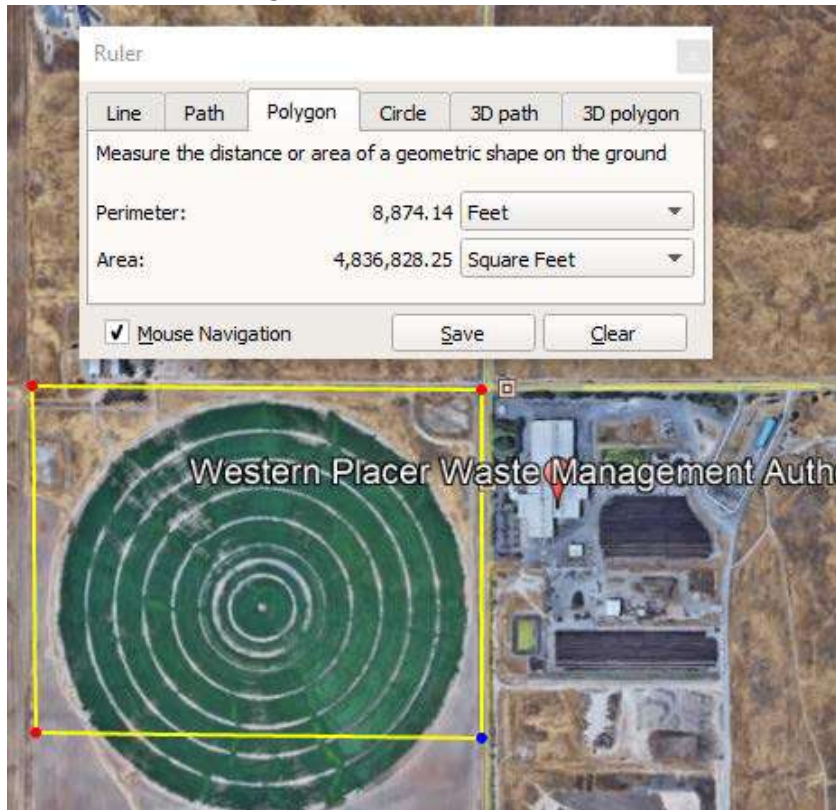 Ruler
Line Path Polygon Circle 3D path 3D polygon
Measure the distance or area of a geometric shape on the ground
Perimeter: 8,874.14 Feet
Area: 4,836,828.25 Square Feet
Mouse Navigation Save Clear
Western Placer Waste Management Auth